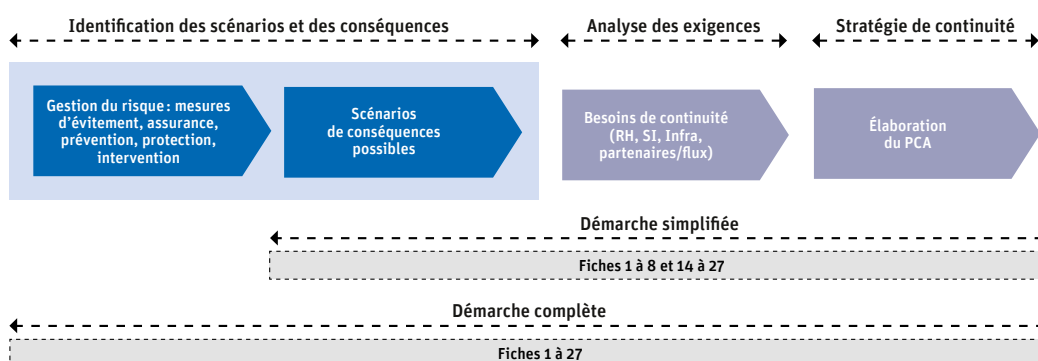 Identification des scénarios et des conséquences
Analyse des exigences
Stratégie de continuité
Gestion du risque : mesures
d'évitement, assurance,
prévention, protection,
intervention
Scénarios
de conséquences
possibles
Besoins de continuité
(RH, SI, Infra,
partenaires/flux)
Élaboration
du PCA
Démarche simplifiée
Fiches 1 à 8 et 14 à 27
Démarche complète
Fiches 1 à 27